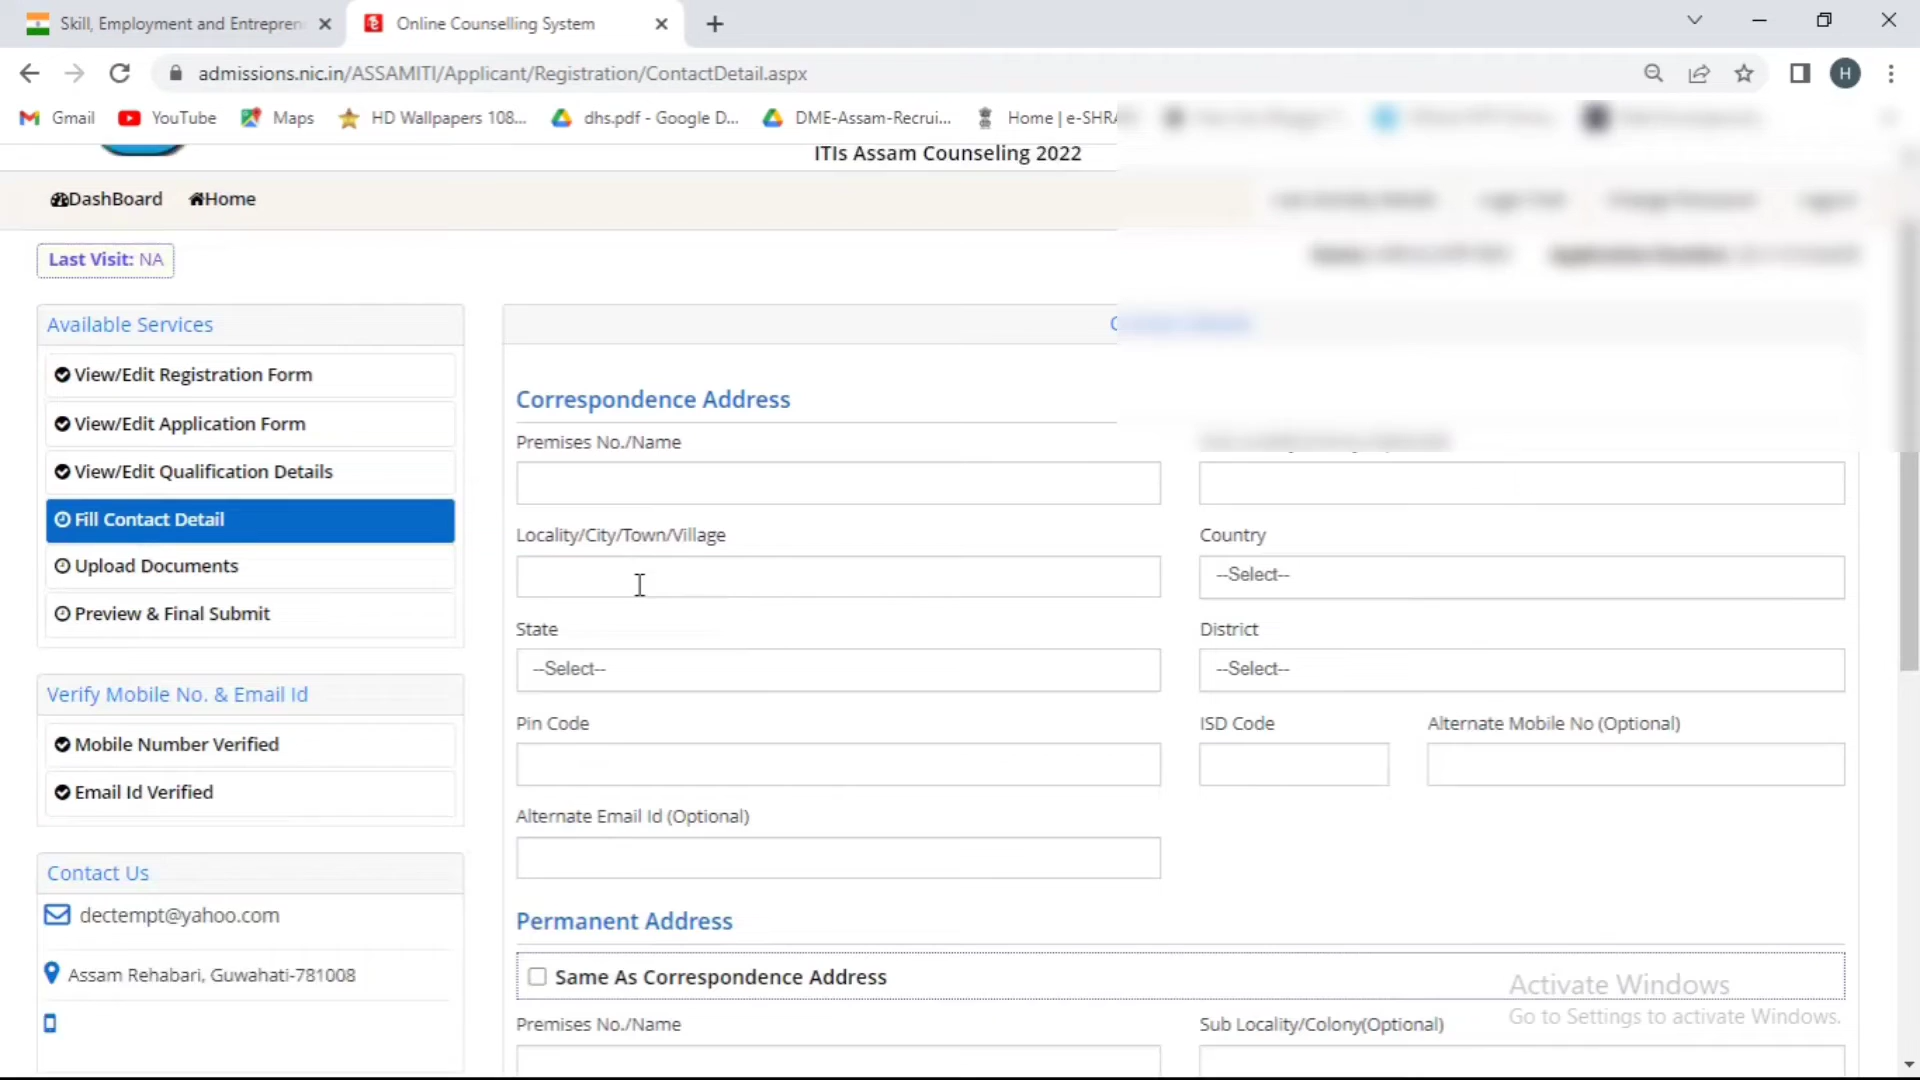 Skill, Employment and Entrepren
Online Counselling System
admissions.nic.in/ASSAMITI/Applicant/Registration/ContactDetail.aspx
H
Gmail
YouTube
Maps
HD Wallpapers 108...
dhs.pdf - Google D...
DME-Assam-Recrui...
Home | e-SHRA
ITIs Assam Counseling 2022
DashBoard
Home
Last Visit: NA
Available Services
View/Edit Registration Form
View/Edit Application Form
View/Edit Qualification Details
Fill Contact Detail
Upload Documents
Preview & Final Submit
Verify Mobile No. & Email Id
Mobile Number Verified
Email Id Verified
Contact Us
dectempt@yahoo.com
Assam Rehabari, Guwahati-781008
Correspondence Address
Premises No./Name
Locality/City/Town/Village
Country
--Select--
State
District
--Select--
--Select--
Pin Code
ISD Code
Alternate Mobile No (Optional)
Alternate Email Id (Optional)
Permanent Address
Same As Correspondence Address
Premises No./Name
Sub Locality/Colony(Optional)
Activate Windows
Go to Settings to activate Windows.